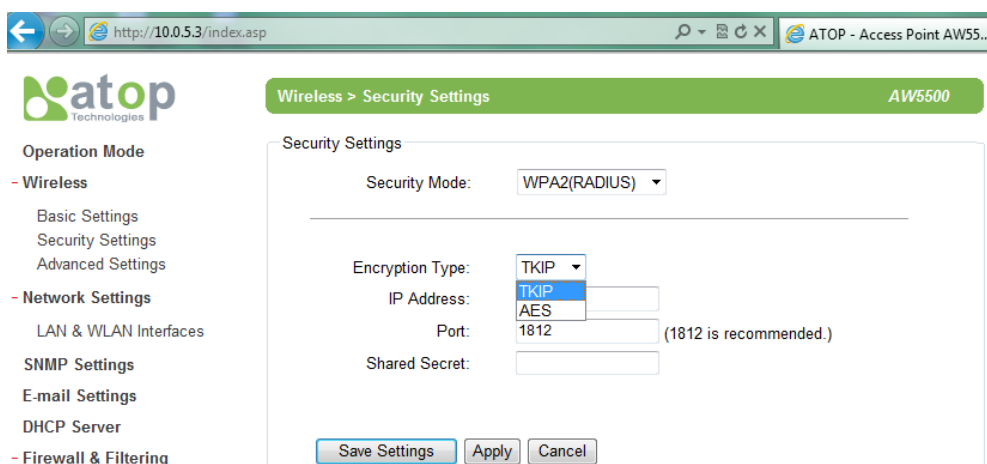 http://10.0.5.3/index.asp
ATOP - Access Point AW55...
atop
Technologies
Wireless > Security Settings
AW5500
Operation Mode
- Wireless
Basic Settings
Security Settings
Advanced Settings
- Network Settings
LAN & WLAN Interfaces
SNMP Settings
E-mail Settings
DHCP Server
- Firewall & Filtering
Security Settings
Security Mode: WPA2(RADIUS)
Encryption Type: TKIP
TKIP
AES
IP Address:
Port: 1812 (1812 is recommended.)
Shared Secret:
Save Settings Apply Cancel